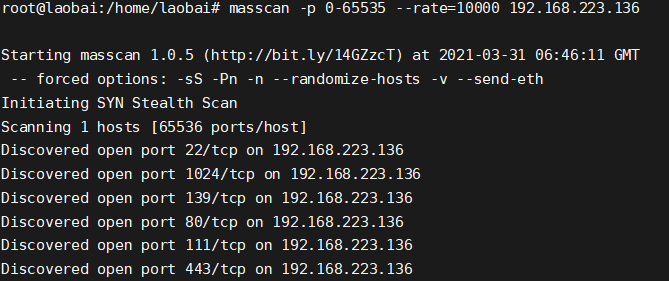 root@laobai:/home/laobai# masscan -p 0-65535 --rate=10000 192.168.223.136
Starting masscan 1.0.5 (http://bit.ly/14GZzcT) at 2021-03-31 06:46:11 GMT
 -- forced options: -sS -Pn -n --randomize-hosts -v --send-eth
Initiating SYN Stealth Scan
Scanning 1 hosts [65536 ports/host]
Discovered open port 22/tcp on 192.168.223.136
Discovered open port 1024/tcp on 192.168.223.136
Discovered open port 139/tcp on 192.168.223.136
Discovered open port 80/tcp on 192.168.223.136
Discovered open port 111/tcp on 192.168.223.136
Discovered open port 443/tcp on 192.168.223.136